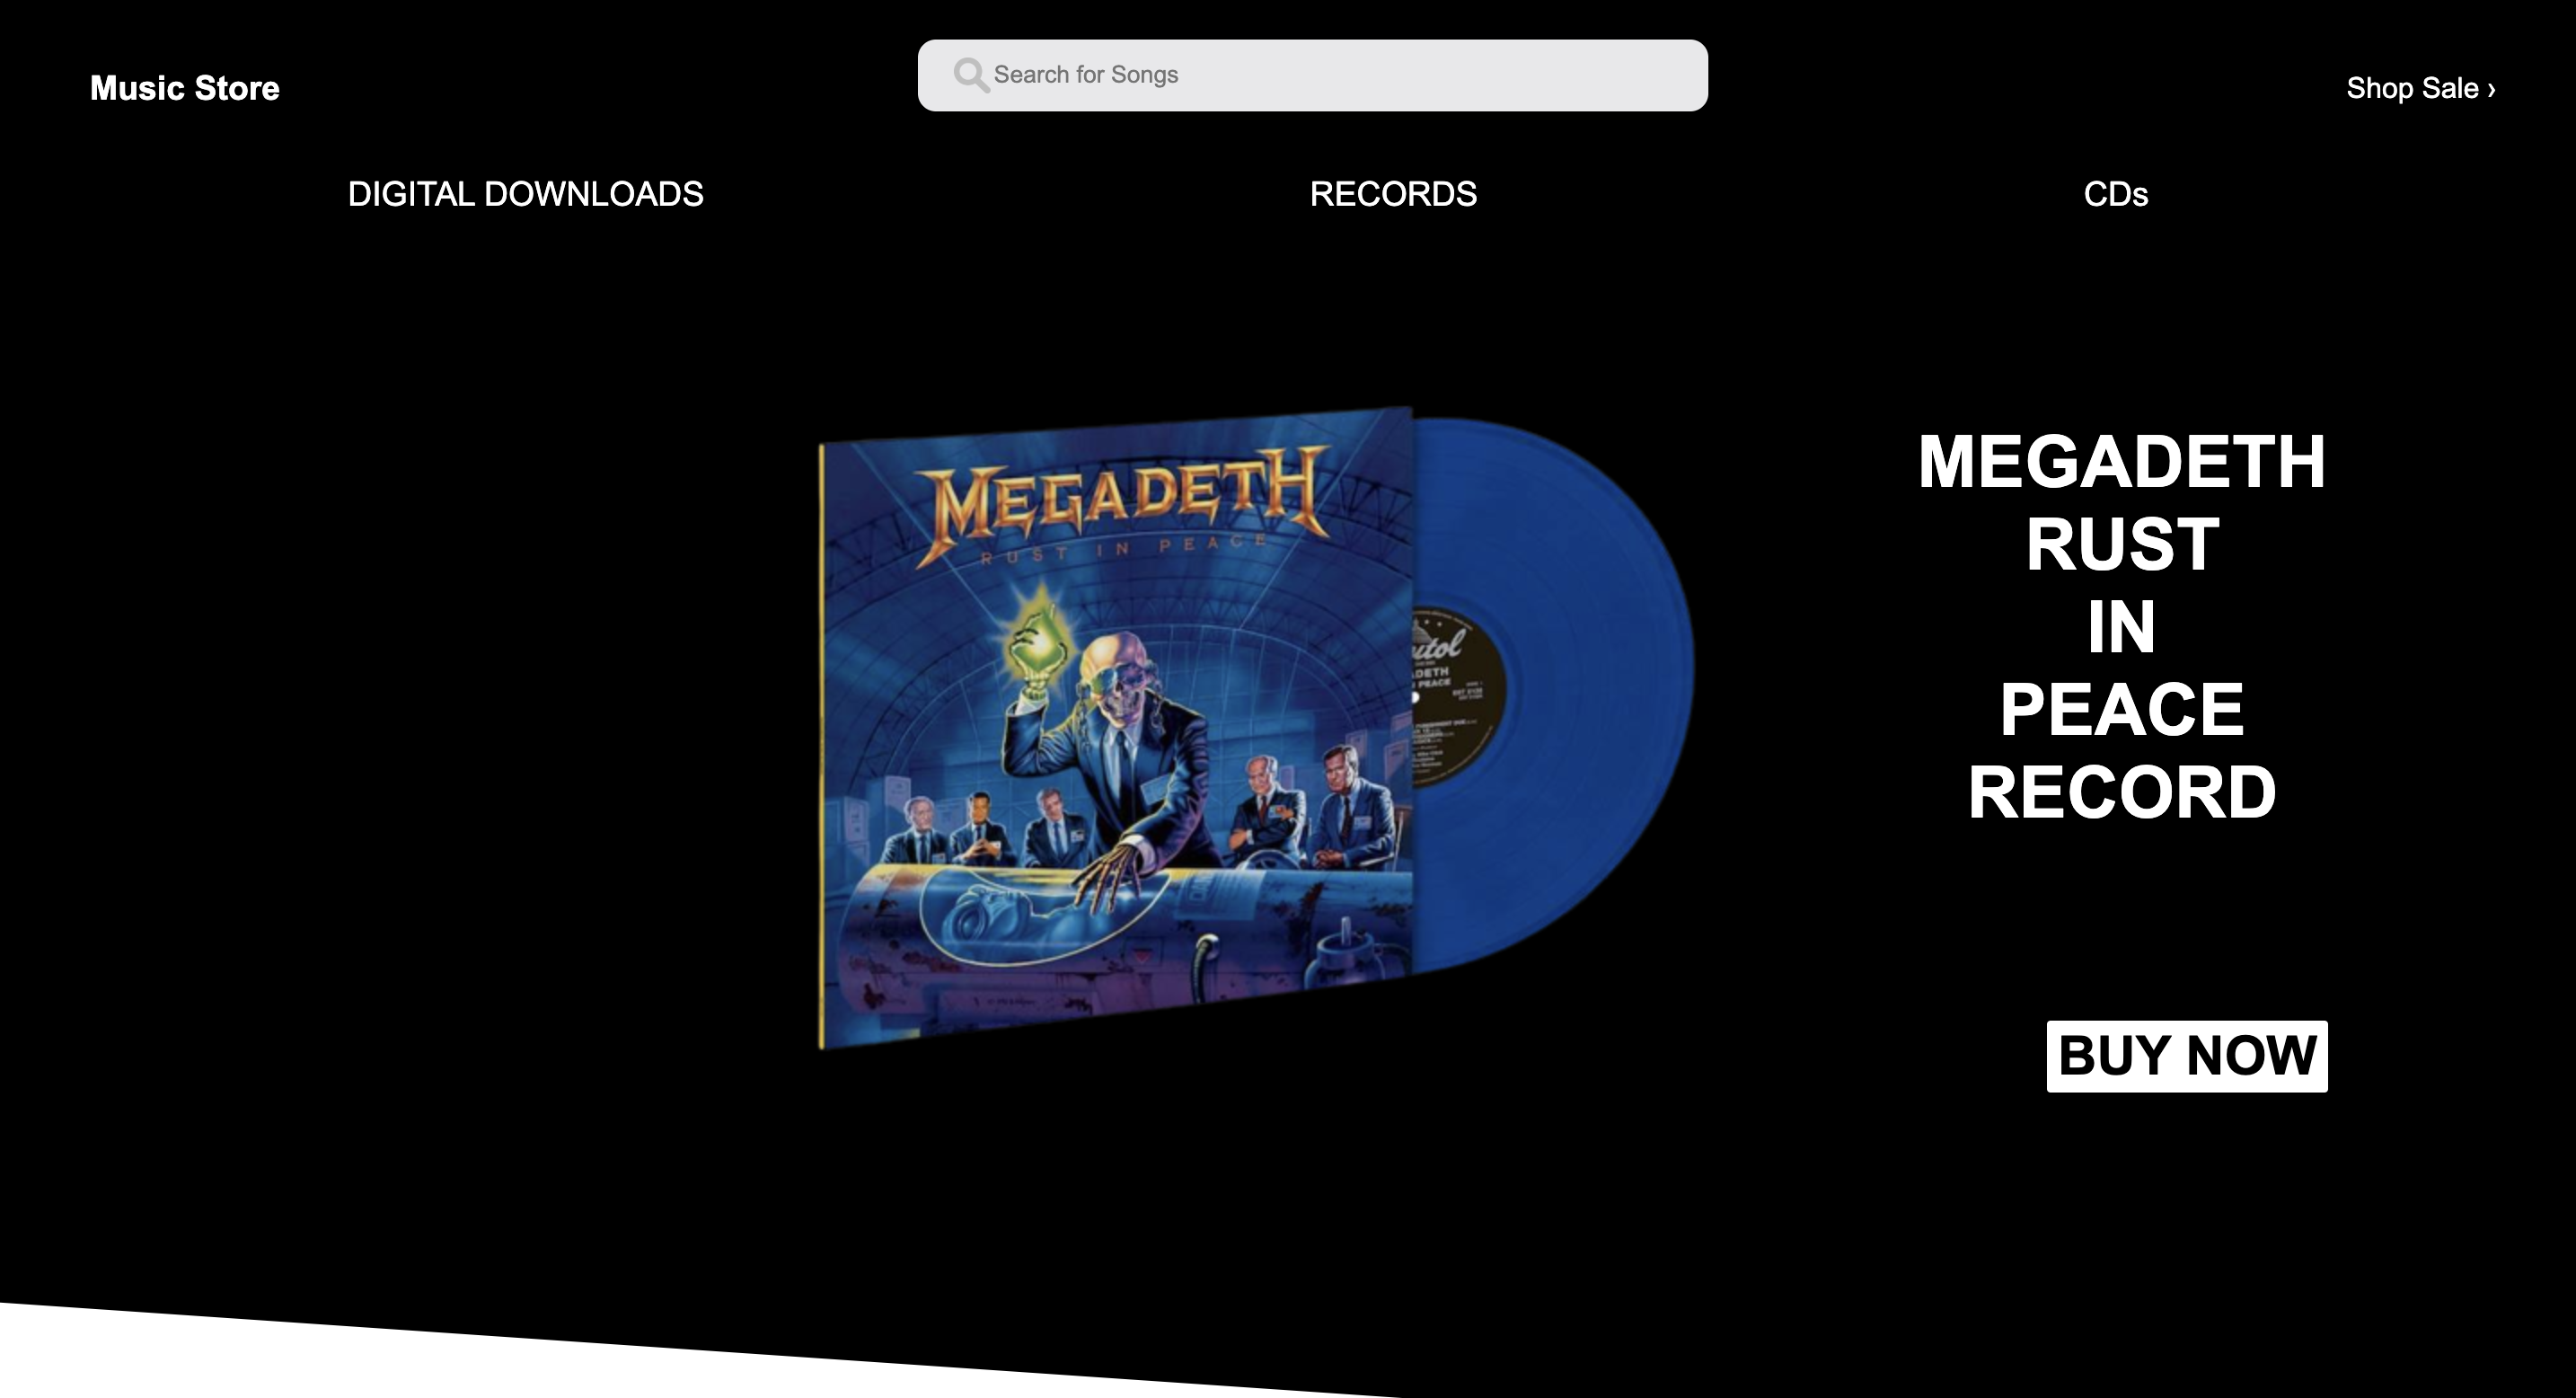 Music Store
Search for Songs
Shop Sale ›
DIGITAL DOWNLOADS
RECORDS
CDs
MEGADETH
RUST IN PEACE
MEGADETH
RUST
IN
PEACE
RECORD
BUY NOW